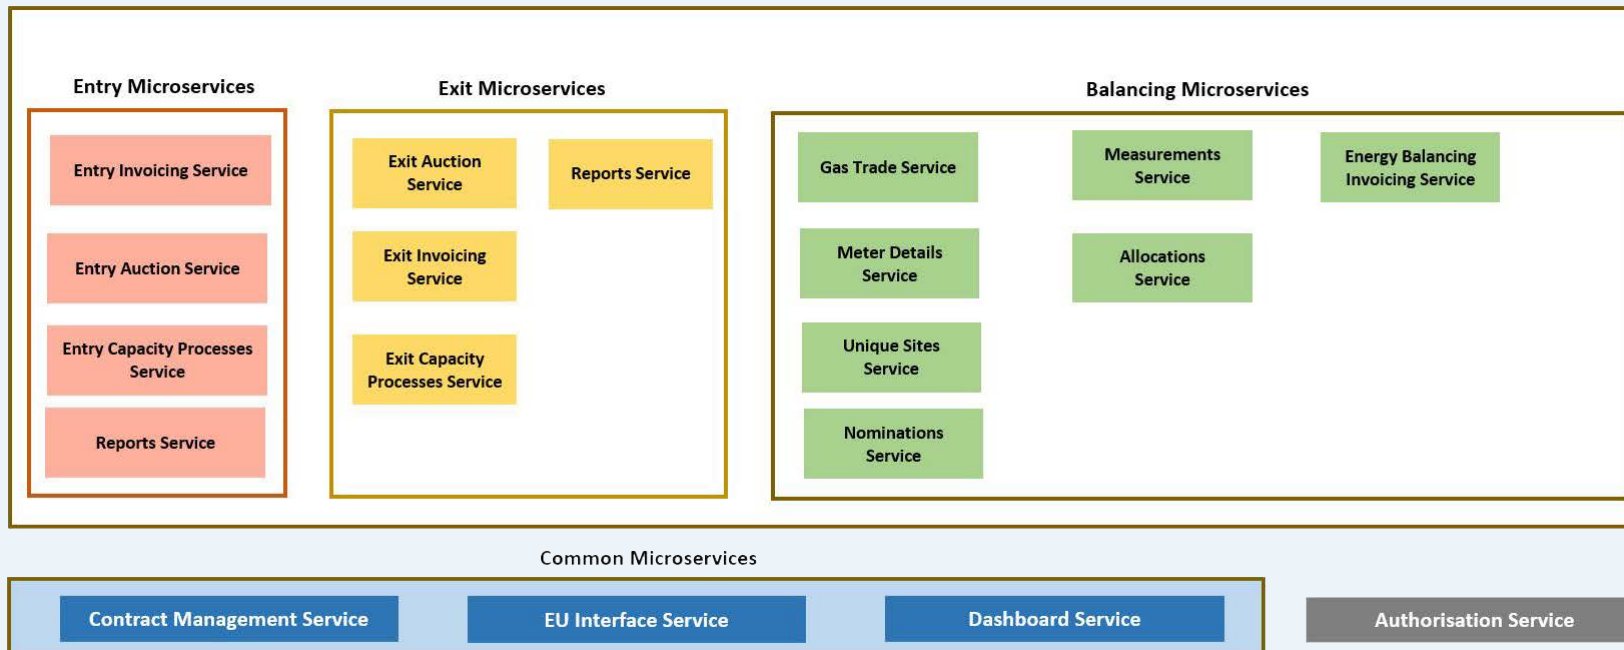 Entry Microservices
Entry Invoicing Service
Entry Auction Service
Entry Capacity Processes
Service
Reports Service
Exit Microservices
Exit Auction
Service
Reports Service
Exit Invoicing
Service
Exit Capacity
Processes Service
Balancing Microservices
Gas Trade Service
Measurements
Service
Energy Balancing
Invoicing Service
Meter Details
Service
Allocations
Service
Unique Sites
Service
Nominations
Service
Common Microservices
Contract Management Service
EU Interface Service
Dashboard Service
Authorisation Service